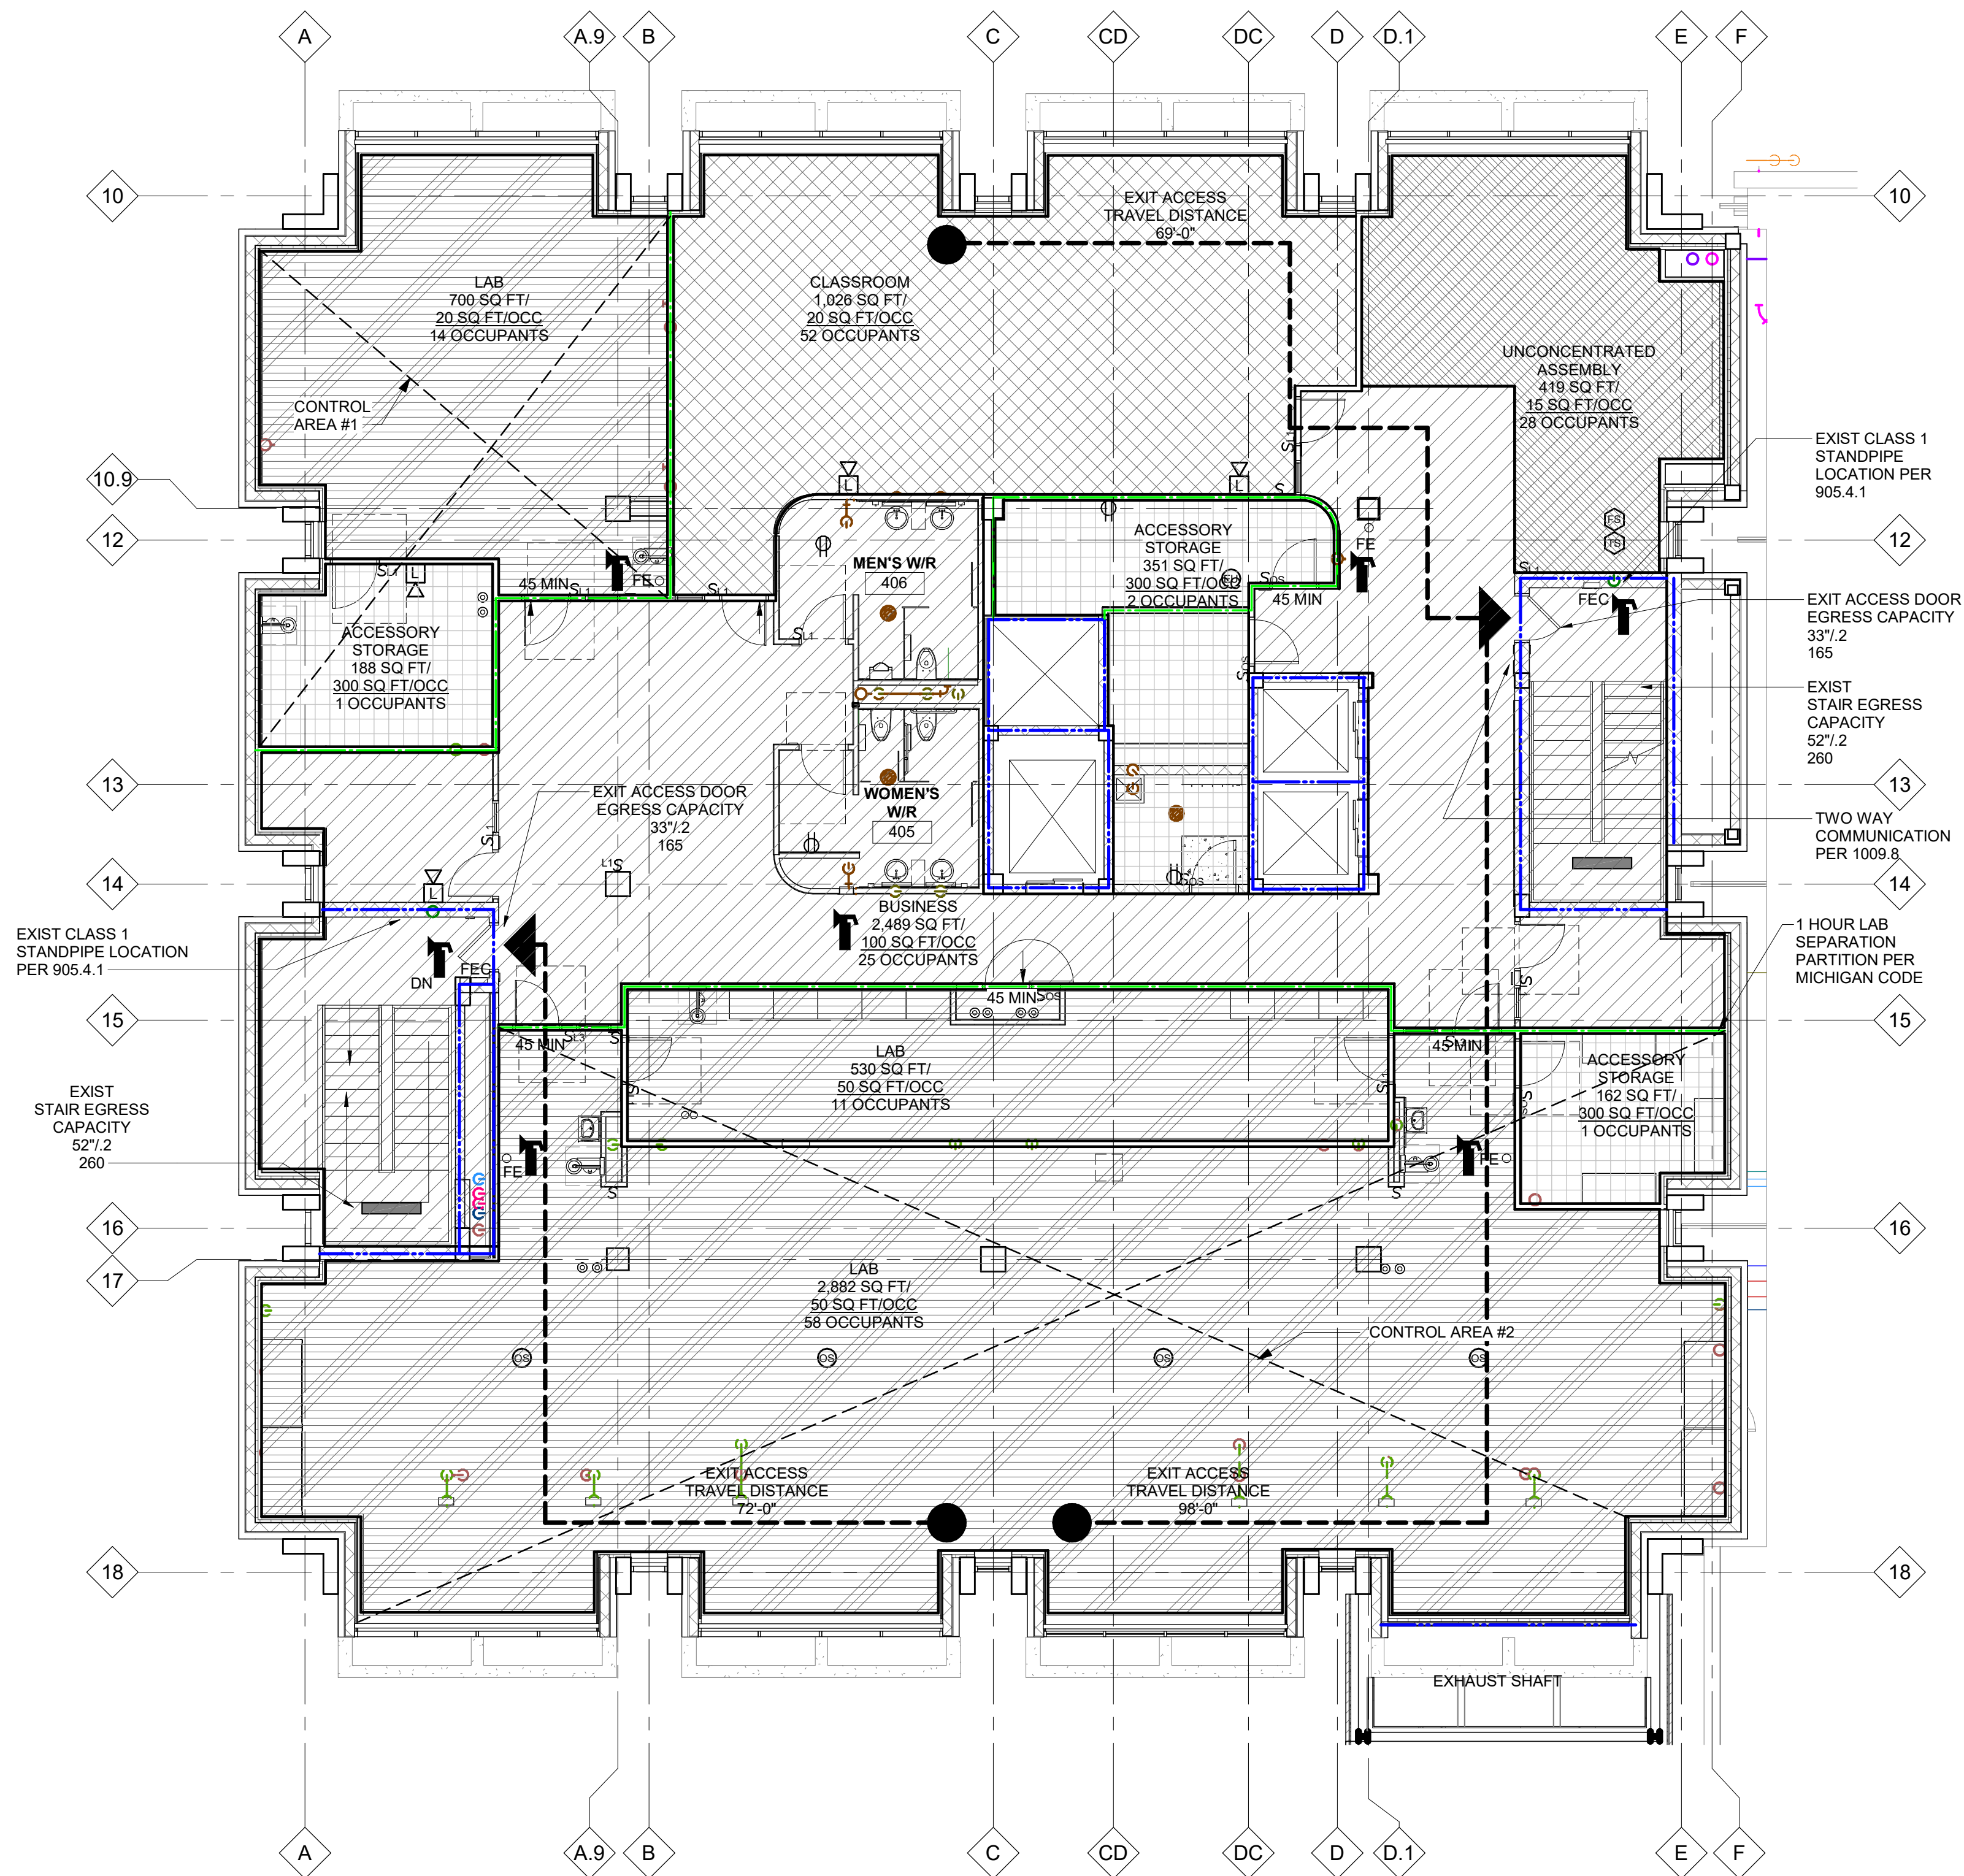 A
A.9
B
C
CD
DC
D
D.1
E
F
10
10
EXIT ACCESS
TRAVEL DISTANCE
69'-0"
LAB
700 SQ FT/
20 SQ FT/OCC
14 OCCUPANTS
CLASSROOM
1,026 SQ FT/
20 SQ FT/OCC
52 OCCUPANTS
UNCONCENTRATED
ASSEMBLY
419 SQ FT/
15 SQ FT/OCC
28 OCCUPANTS
CONTROL
AREA #1
EXIST CLASS 1
STANDPIPE
LOCATION PER
905.4.1
10.9
L
L
S
12
12
FS
TS
MEN'S W/R
406
ACCESSORY
STORAGE
351 SQ FT/
300 SQ FT/OCC
2 OCCUPANTS
FE
45 MIN
45 MIN
FE
FEC
L
EXIT ACCESS DOOR
EGRESS CAPACITY
33"/.2
165
ACCESSORY
STORAGE
188 SQ FT/
300 SQ FT/OCC
1 OCCUPANTS
EXIST
STAIR EGRESS
CAPACITY
52"/.2
260
13
13
EXIT ACCESS DOOR
EGRESS CAPACITY
33"/.2
165
WOMEN'S
W/R
405
TWO WAY
COMMUNICATION
PER 1009.8
14
14
L
BUSINESS
2,489 SQ FT/
100 SQ FT/OCC
25 OCCUPANTS
EXIST CLASS 1
STANDPIPE LOCATION
PER 905.4.1
DN
FEC
1 HOUR LAB
SEPARATION
PARTITION PER
MICHIGAN CODE
15
15
45 MIN
45 MIN
45 MIN
LAB
530 SQ FT/
50 SQ FT/OCC
11 OCCUPANTS
ACCESSORY
STORAGE
162 SQ FT/
300 SQ FT/OCC
1 OCCUPANTS
EXIST
STAIR EGRESS
CAPACITY
52"/.2
260
FE
FE
16
16
17
LAB
2,882 SQ FT/
50 SQ FT/OCC
58 OCCUPANTS
CONTROL AREA #2
OS
OS
OS
OS
EXIT ACCESS
TRAVEL DISTANCE
72'-0"
EXIT ACCESS
TRAVEL DISTANCE
98'-0"
18
18
EXHAUST SHAFT
A
A.9
B
C
CD
DC
D
D.1
E
F